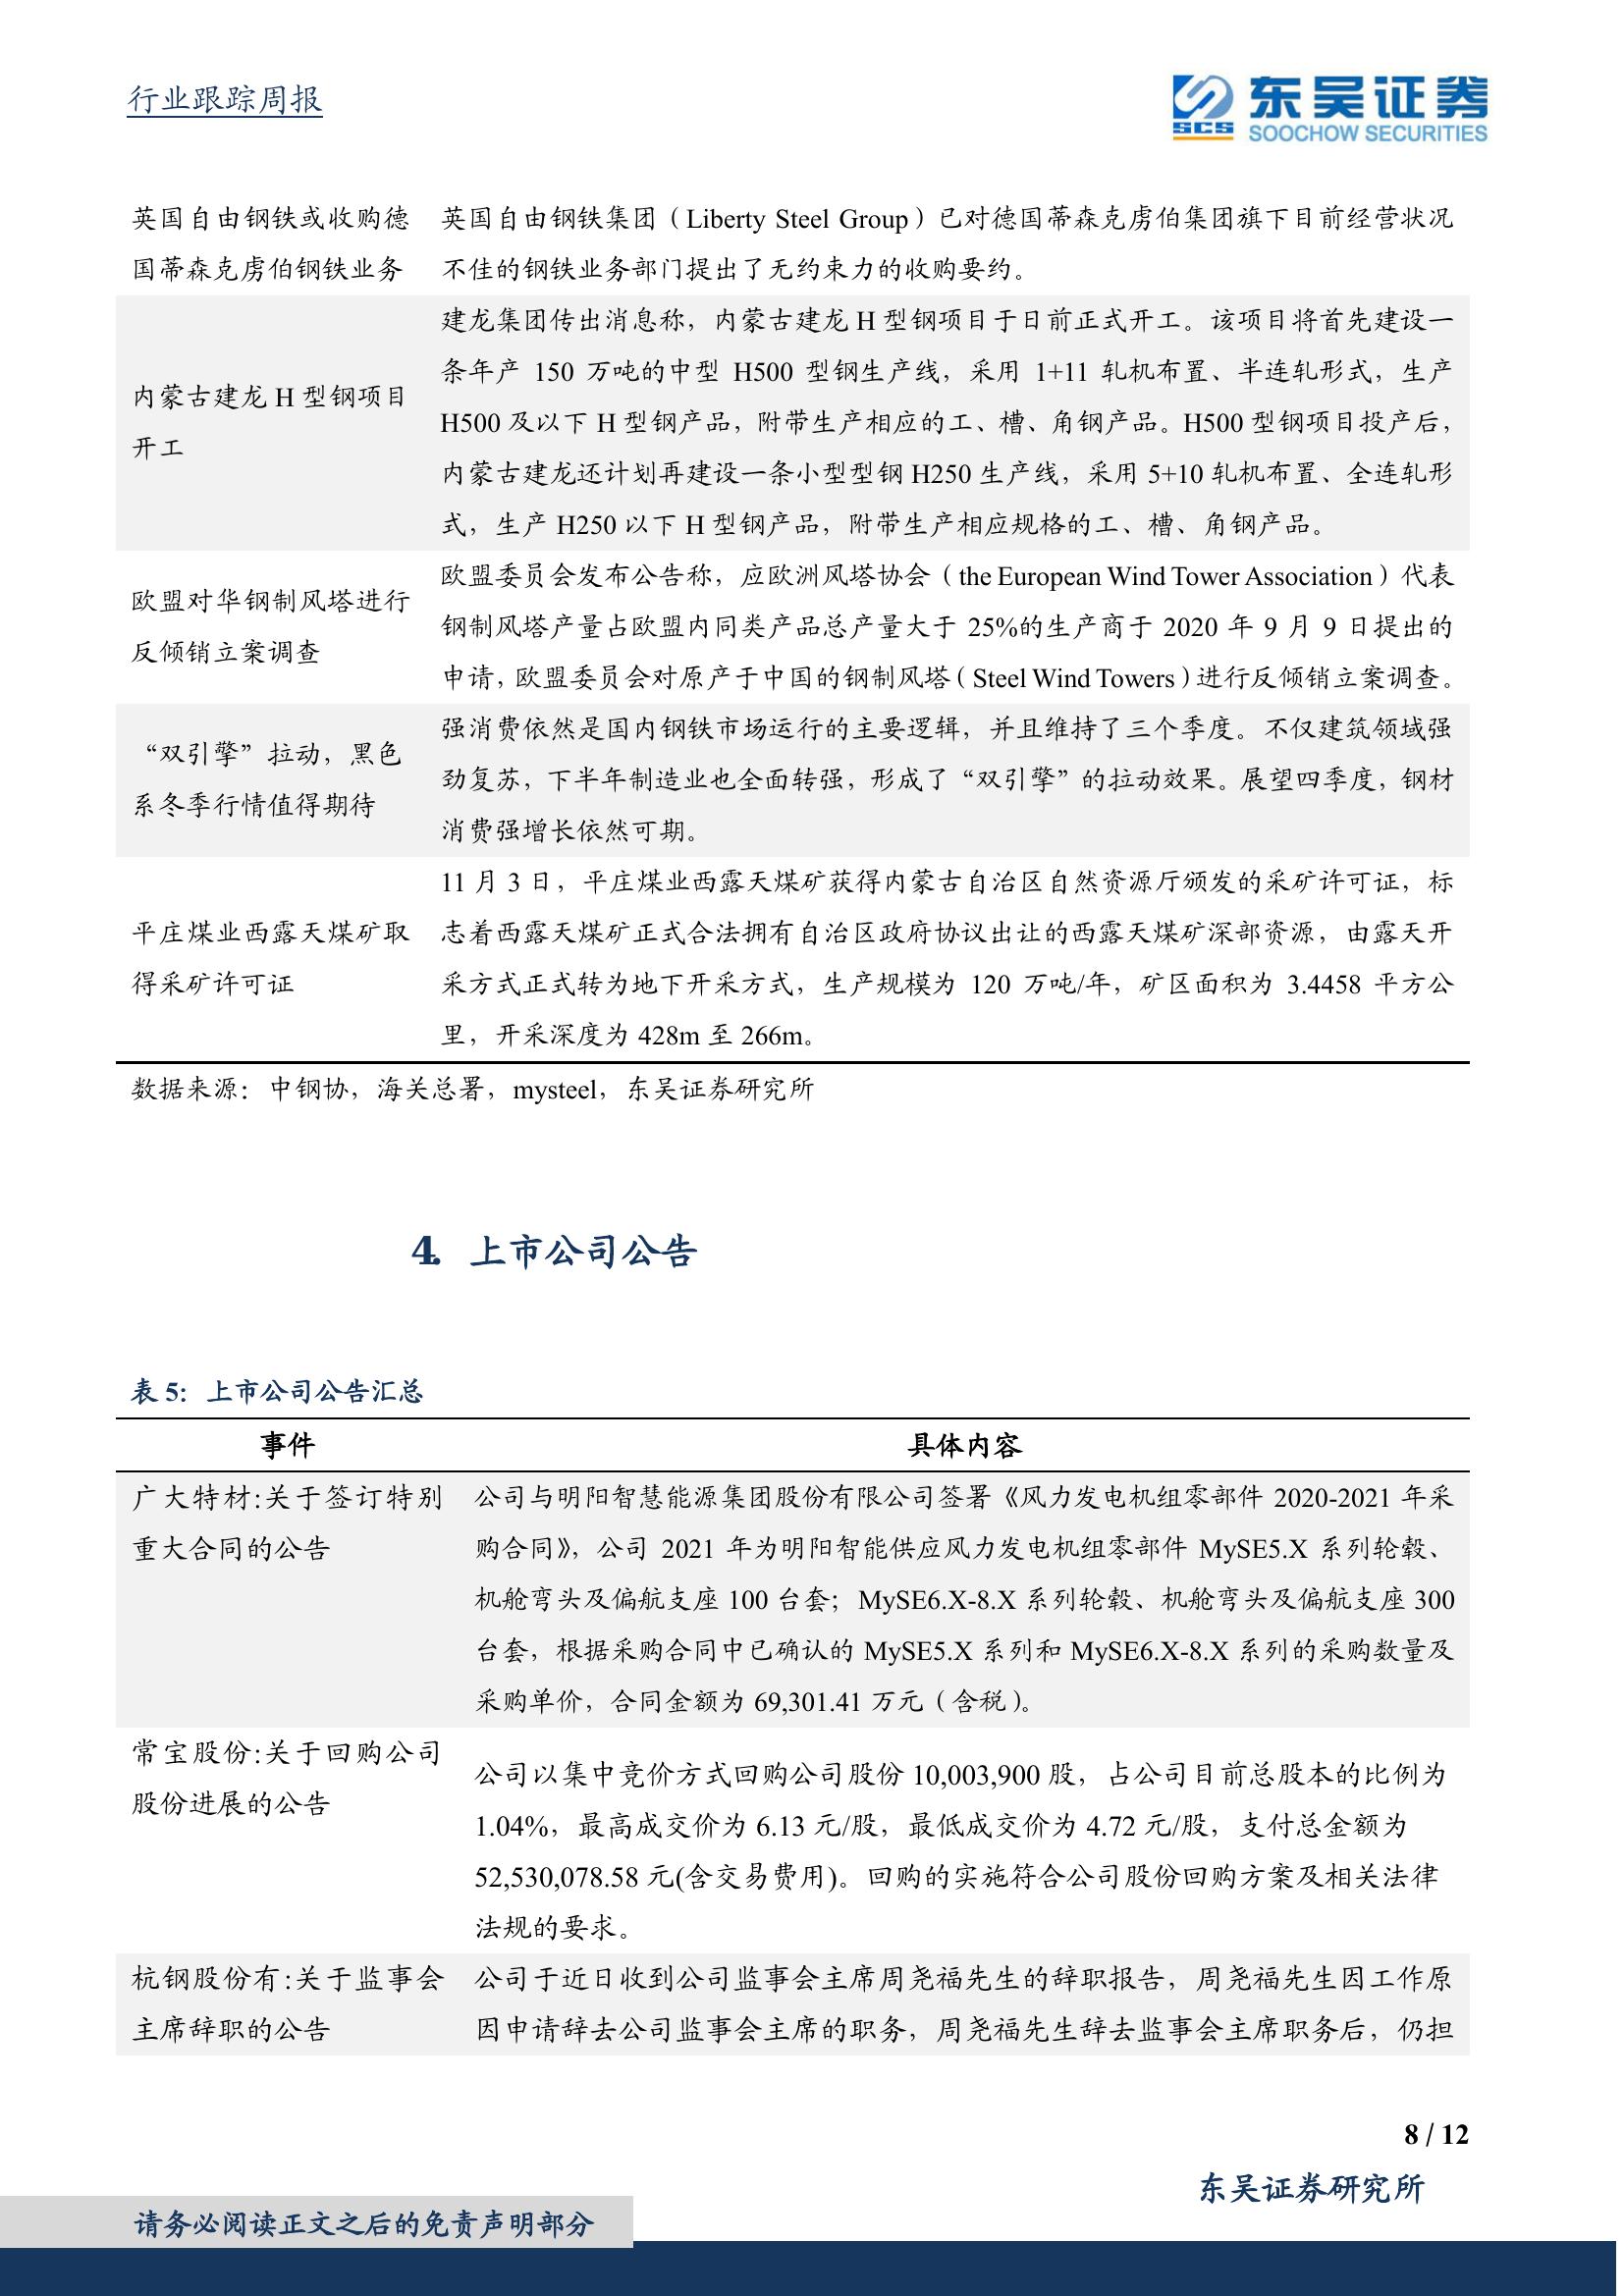 行业跟踪周报
SCS
东吴证券
SOOCHOW SECURITIES
英国自由钢铁或收购德
国蒂森克虏伯钢铁业务
英国自由钢铁集团（Liberty Steel Group）已对德国蒂森克虏伯集团旗下目前经营状况
不佳的钢铁业务部门提出了无约束力的收购要约。
内蒙古建龙 H 型钢项目
开工
建龙集团传出消息称，内蒙古建龙 H 型钢项目于日前正式开工。该项目将首先建设一
条年产 150 万吨的中型 H500 型钢生产线，采用 1+11 轧机布置、半连轧形式，生产
H500 及以下 H 型钢产品，附带生产相应的工、槽、角钢产品。H500 型钢项目投产后，
内蒙古建龙还计划再建设一条小型型钢 H250 生产线，采用 5+10 轧机布置、全连轧形
式，生产 H250 以下 H 型钢产品，附带生产相应规格的工、槽、角钢产品。
欧盟对华钢制风塔进行
反倾销立案调查
欧盟委员会发布公告称，应欧洲风塔协会（the European Wind Tower Association）代表
钢制风塔产量占欧盟内同类产品总产量大于 25%的生产商于 2020 年 9 月 9 日提出的
申请，欧盟委员会对原产于中国的钢制风塔（Steel Wind Towers）进行反倾销立案调查。
“双引擎”拉动，黑色
系冬季行情值得期待
强消费依然是国内钢铁市场运行的主要逻辑，并且维持了三个季度。不仅建筑领域强
劲复苏，下半年制造业也全面转强，形成了“双引擎”的拉动效果。展望四季度，钢材
消费强增长依然可期。
平庄煤业西露天煤矿取
得采矿许可证
11 月 3 日，平庄煤业西露天煤矿获得内蒙古自治区自然资源厅颁发的采矿许可证，标
志着西露天煤矿正式合法拥有自治区政府协议出让的西露天煤矿深部资源，由露天开
采方式正式转为地下开采方式，生产规模为 120 万吨/年，矿区面积为 3.4458 平方公
里，开采深度为 428m 至 266m。
数据来源：中钢协，海关总署，mysteel，东吴证券研究所
4. 上市公司公告
表 5：上市公司公告汇总
事件 具体内容
广大特材:关于签订特别
重大合同的公告
公司与明阳智慧能源集团股份有限公司签署《风力发电机组零部件 2020-2021 年采
购合同》，公司 2021 年为明阳智能供应风力发电机组零部件 MySE5.X 系列轮毂、
机舱弯头及偏航支座 100 台套；MySE6.X-8.X 系列轮毂、机舱弯头及偏航支座 300
台套，根据采购合同中已确认的 MySE5.X 系列和 MySE6.X-8.X 系列的采购数量及
采购单价，合同金额为 69,301.41 万元（含税）。
常宝股份:关于回购公司
股份进展的公告
公司以集中竞价方式回购公司股份 10,003,900 股，占公司目前总股本的比例为
1.04%，最高成交价为 6.13 元/股，最低成交价为 4.72 元/股，支付总金额为
52,530,078.58 元(含交易费用)。回购的实施符合公司股份回购方案及相关法律
法规的要求。
杭钢股份有:关于监事会
主席辞职的公告
公司于近日收到公司监事会主席周尧福先生的辞职报告，周尧福先生因工作原
因申请辞去公司监事会主席的职务，周尧福先生辞去监事会主席职务后，仍担
8 / 12
东吴证券研究所
请务必阅读正文之后的免责声明部分